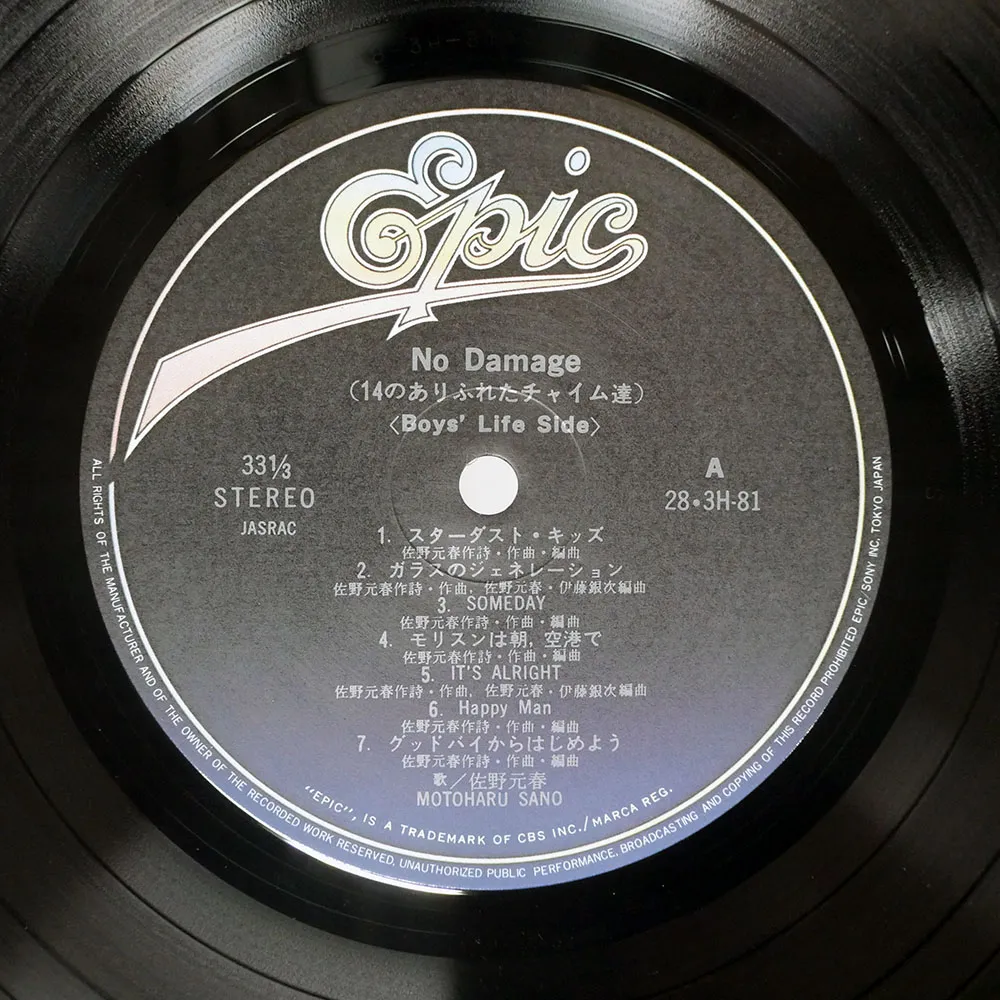 Epic
No Damage
(14のありふれたチャイム達)
〈Boys' Life Side〉
33⅓
STEREO
JASRAC
A
28・3H-81
1. スターダスト・キッズ
佐野元春作詩・作曲・編曲
2. ガラスのジェネレーション
佐野元春作詩・作曲, 佐野元春・伊藤銀次編曲
3. SOMEDAY
佐野元春作詩・作曲・編曲
4. モリスンは朝, 空港で
佐野元春作詩・作曲・編曲
5. IT'S ALRIGHT
佐野元春作詩・作曲, 佐野元春・伊藤銀次編曲
6. Happy Man
佐野元春作詩・作曲・編曲
7. グッドバイからはじめよう
佐野元春作詩・作曲・編曲
歌／佐野元春
MOTOHARU SANO
"EPIC", IS A TRADEMARK OF CBS INC./MARCA REG.
ALL RIGHTS OF THE MANUFACTURER AND OF THE OWNER OF THE RECORDED WORK RESERVED. UNAUTHORIZED PUBLIC PERFORMANCE, BROADCASTING AND COPYING OF THIS RECORD PROHIBITED EPIC/SONY INC. TOKYO JAPAN